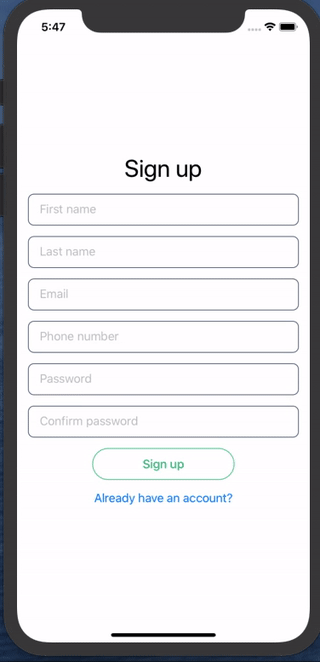 5:47
Sign up
First name
Last name
Email
Phone number
Password
Confirm password
Sign up
Already have an account?